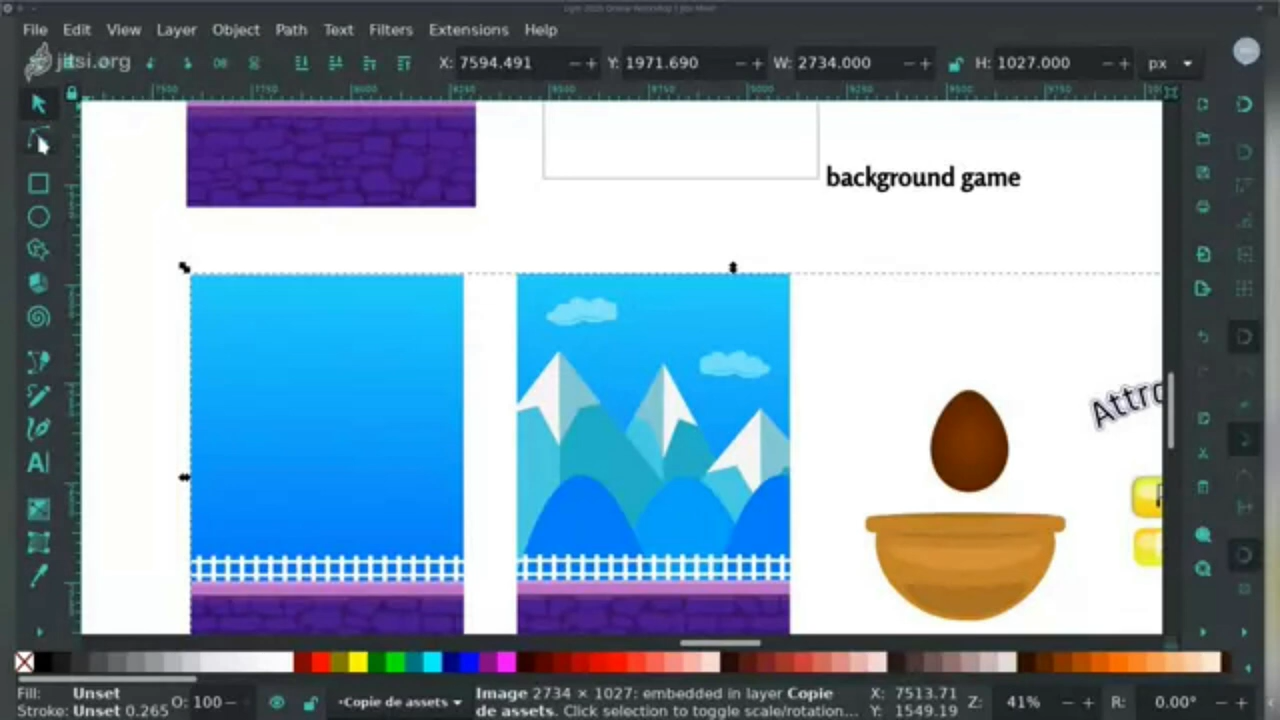 File Edit View Layer Object Path Text Filters Extensions Help
jitsi.org
X: 7594.491 Y: 1971.690 W: 2734.000 H: 1027.000 px
background game
Attro
Fill: Unset
Stroke: Unset 0.265
O: 100
Copie de assets
Image 2734 × 1027: embedded in layer Copie
de assets. Click selection to toggle scale/rotation...
X: 7513.71
Y: 1549.19
Z: 41%
R: 0.00°